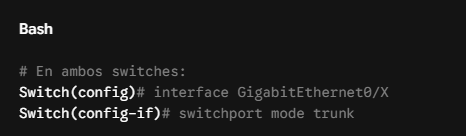 Bash
# En ambos switches:
Switch(config)# interface GigabitEthernet0/X
Switch(config-if)# switchport mode trunk